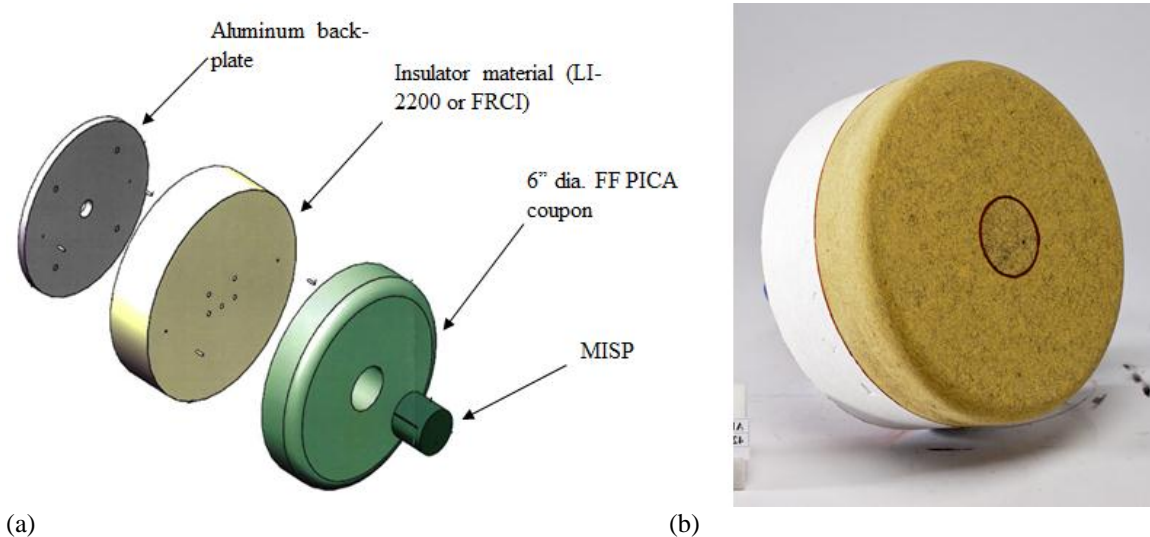 Aluminum back-
plate
Insulator material (LI-
2200 or FRCI)
6” dia. FF PICA
coupon
MISP
(a)
(b)